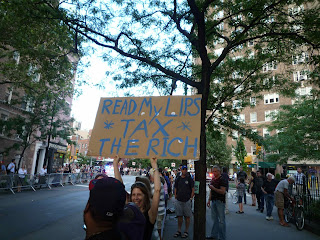 READ MY LIPS
* TAX *
THE RICH